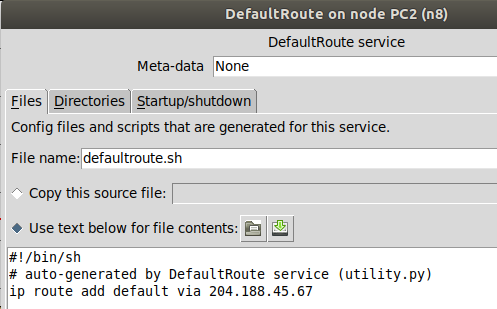 DefaultRoute on node PC2 (n8)
DefaultRoute service
Meta-data None
Files Directories Startup/shutdown
Config files and scripts that are generated for this service.
File name: defaultroute.sh
Copy this source file:
Use text below for file contents:
#!/bin/sh
# auto-generated by DefaultRoute service (utility.py)
ip route add default via 204.188.45.67